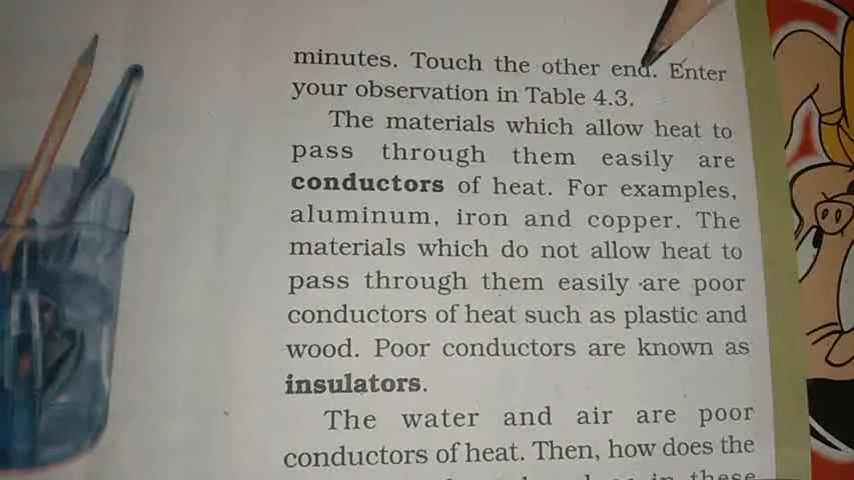 minutes. Touch the other end. Enter
your observation in Table 4.3.
The materials which allow heat to
pass through them easily are
conductors of heat. For examples,
aluminum, iron and copper. The
materials which do not allow heat to
pass through them easily are poor
conductors of heat such as plastic and
wood. Poor conductors are known as
insulators.
The water and air are poor
conductors of heat. Then, how does the
in these